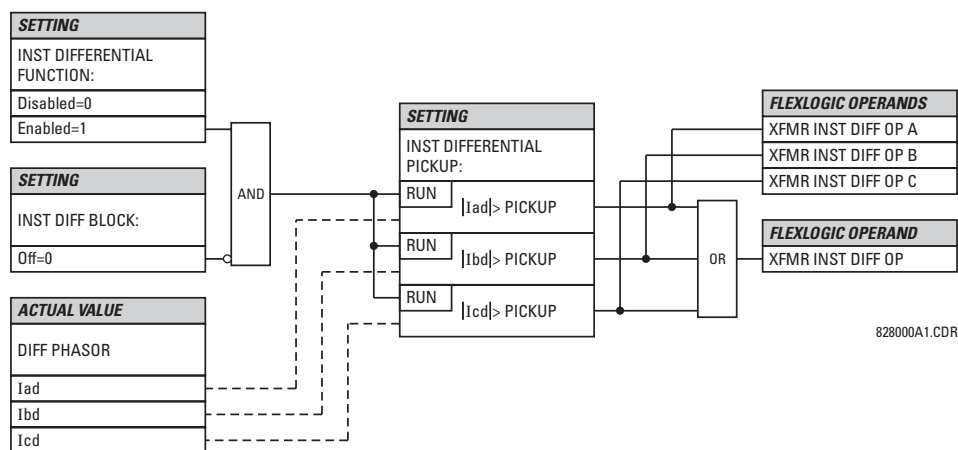 SETTING
INST DIFFERENTIAL
FUNCTION:
Disabled=0
Enabled=1
SETTING
INST DIFF BLOCK:
Off=0
AND
ACTUAL VALUE
DIFF PHASOR
Iad
Ibd
Icd
SETTING
INST DIFFERENTIAL
PICKUP:
RUN
|Iad|> PICKUP
RUN
|Ibd|> PICKUP
RUN
|Icd|> PICKUP
OR
FLEXLOGIC OPERANDS
XFMR INST DIFF OP A
XFMR INST DIFF OP B
XFMR INST DIFF OP C
FLEXLOGIC OPERAND
XFMR INST DIFF OP
828000A1.CDR